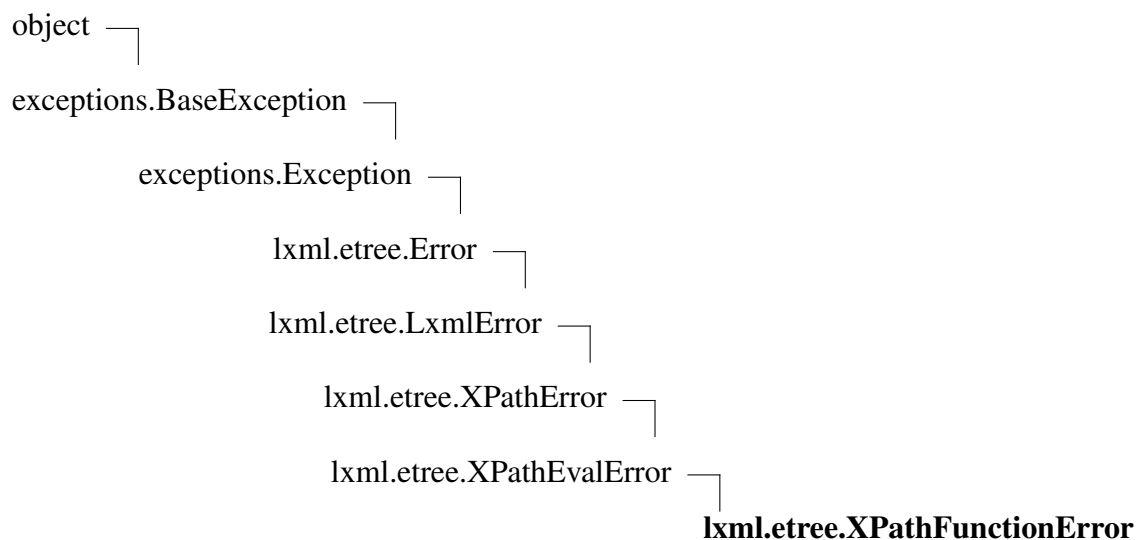 object
exceptions.BaseException
exceptions.Exception
lxml.etree.Error
lxml.etree.LxmlError
lxml.etree.XPathError
lxml.etree.XPathEvalError
lxml.etree.XPathFunctionError